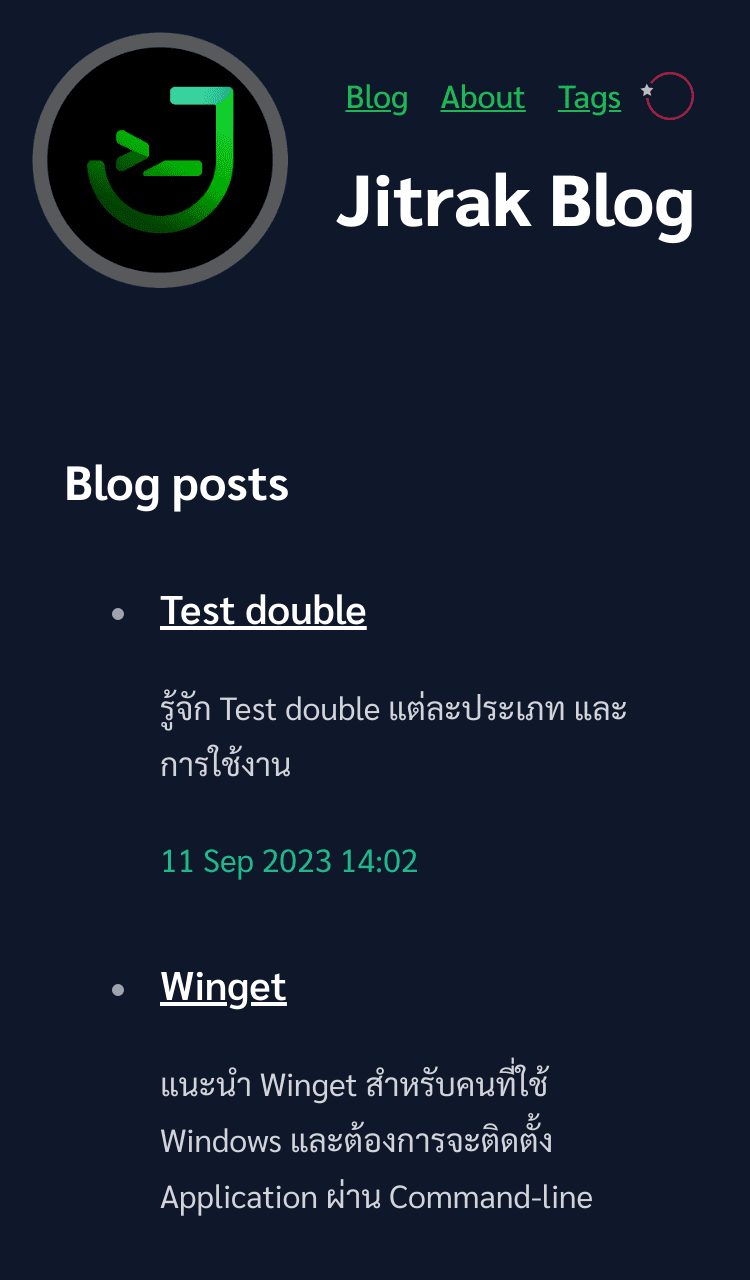 Blog About Tags
Jitrak Blog
Blog posts
Test double
รู้จัก Test double แต่ละประเภท และ
การใช้งาน
11 Sep 2023 14:02
Winget
แนะนำ Winget สำหรับคนที่ใช้
Windows และต้องการจะติดตั้ง
Application ผ่าน Command-line